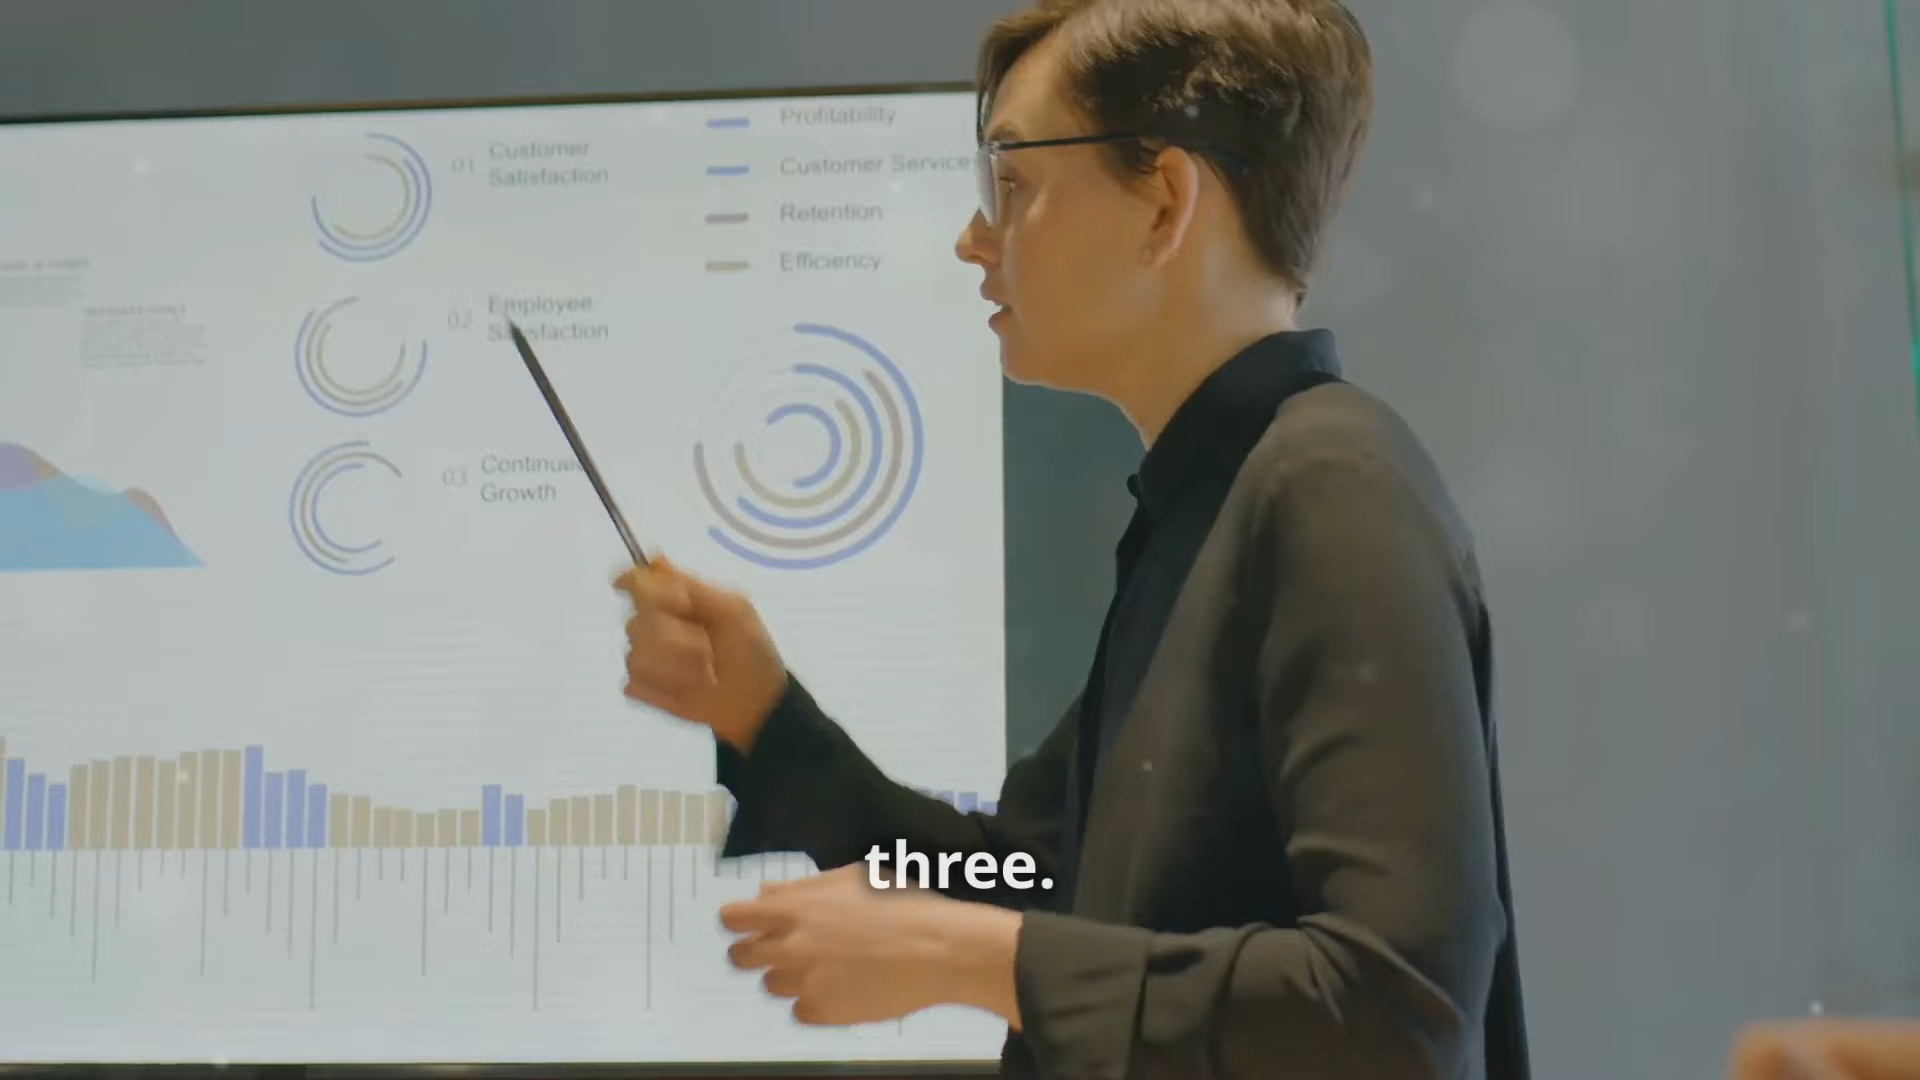 01
Customer
Satisfaction
02
Employee
Satisfaction
03
Continued
Growth
Profitability
Customer Service
Retention
Efficiency
three.